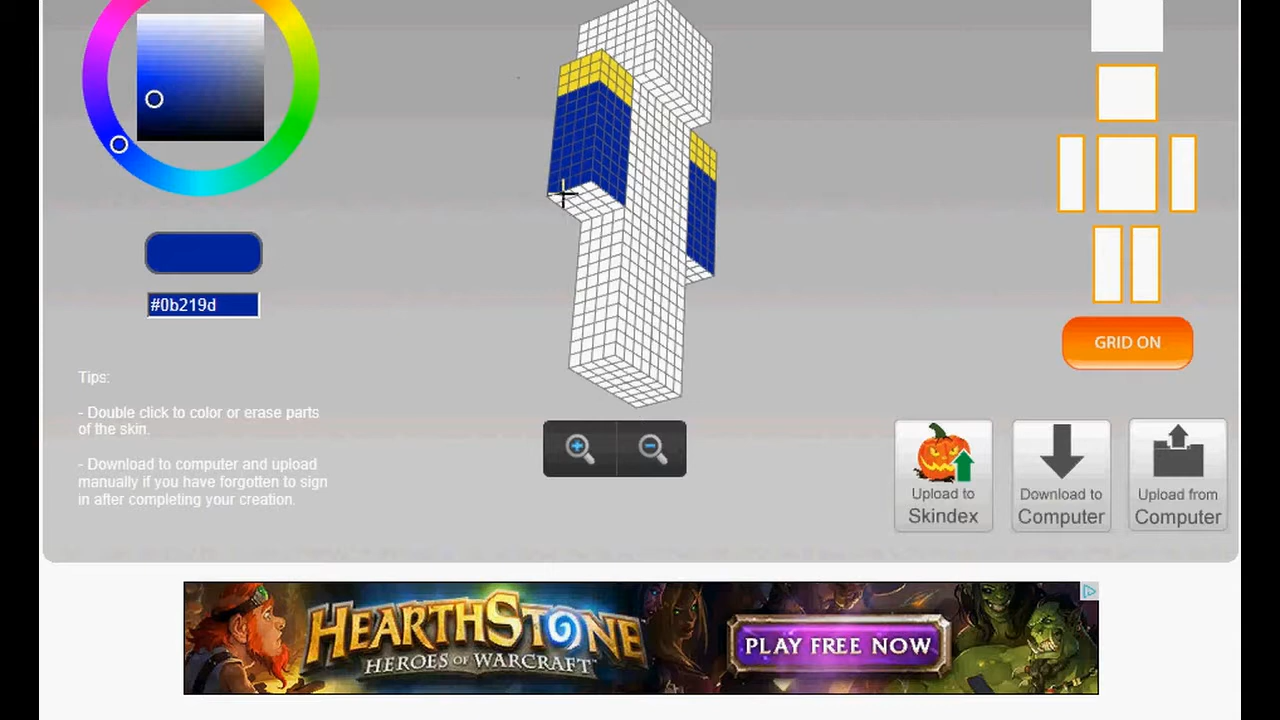 #0b219d
Tips:
- Double click to color or erase parts
of the skin.
- Download to computer and upload
manually if you have forgotten to sign
in after completing your creation.
GRID ON
Upload to
Skindex
Download to
Computer
Upload from
Computer
HEARTHSTONE
HEROES OF WARCRAFT™
PLAY FREE NOW